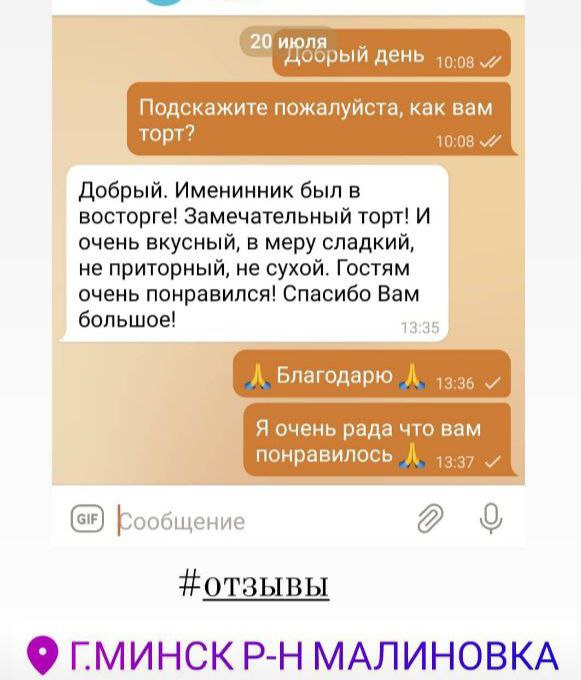 20 июля
Добрый день 10:08
Подскажите пожалуйста, как вам
торт? 10:08
Добрый. Именинник был в
восторге! Замечательный торт! И
очень вкусный, в меру сладкий,
не приторный, не сухой. Гостям
очень понравился! Спасибо Вам
большое! 13:35
🙏 Благодарю 🙏 13:36
Я очень рада что вам
понравилось 🙏 13:37
GIF Сообщение
#отзывы
Г.МИНСК Р-Н МАЛИНОВКА